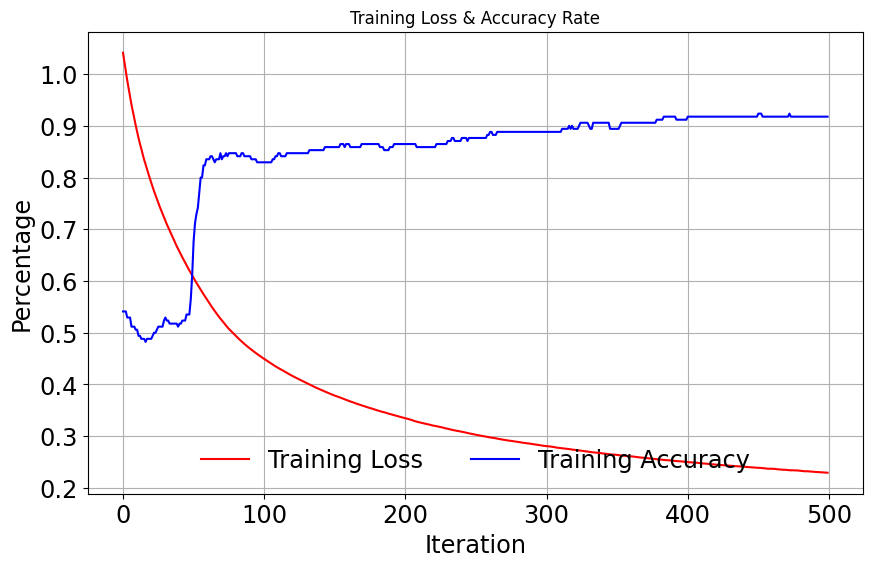 Training Loss & Accuracy Rate
1.0
0.9
0.8
0.7
0.6
0.5
0.4
0.3
0.2
Percentage
Training Loss Training Accuracy
0 100 200 300 400 500
Iteration